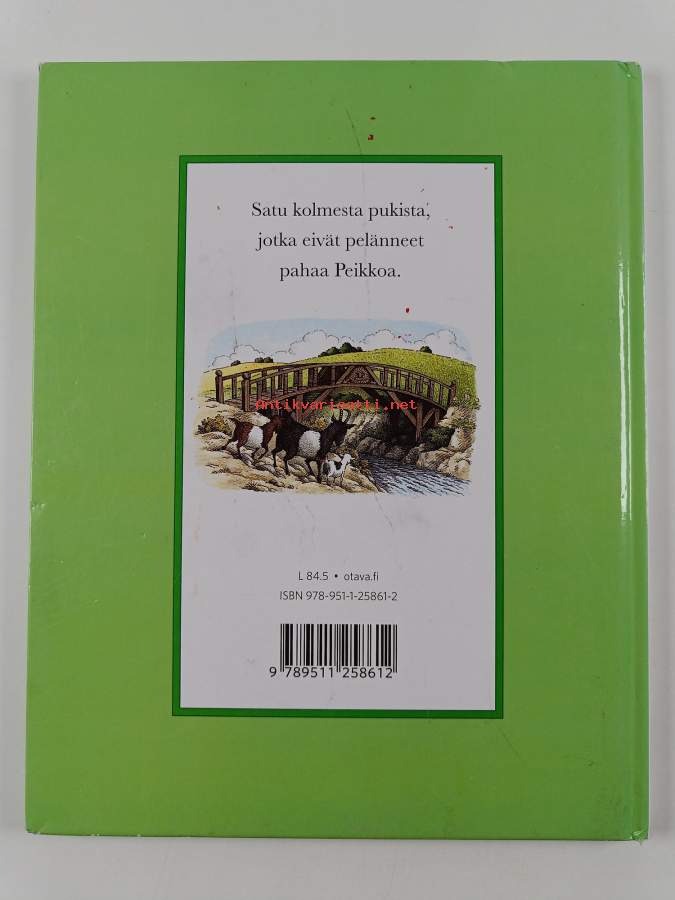 Satu kolmesta pukista,
jotka eivät pelänneet
pahaa Peikkoa.
Antikvariaatti.net
L 84.5 • otava.fi
ISBN 978-951-1-25861-2
9 789511 258612